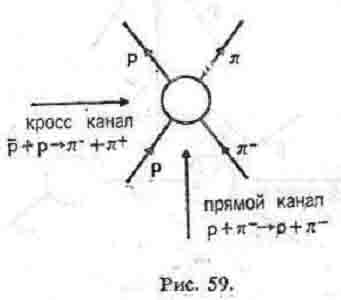 p π
кросс канал
p̄+p→π⁻+π⁺
p π⁻
прямой канал
p+π⁻→p+π⁻
Рис. 59.